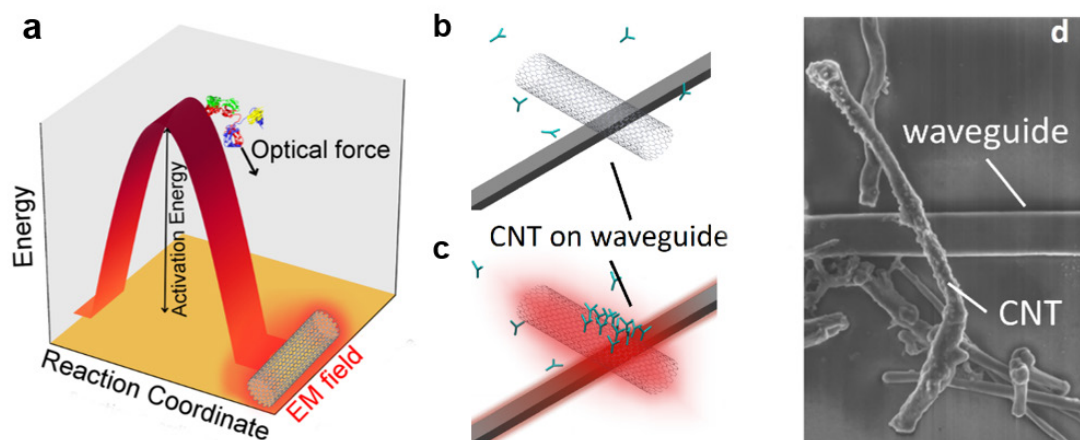 a
Energy
Activation Energy
Optical force
Reaction Coordinate
EM field
b
CNT on waveguide
c
d
waveguide
CNT